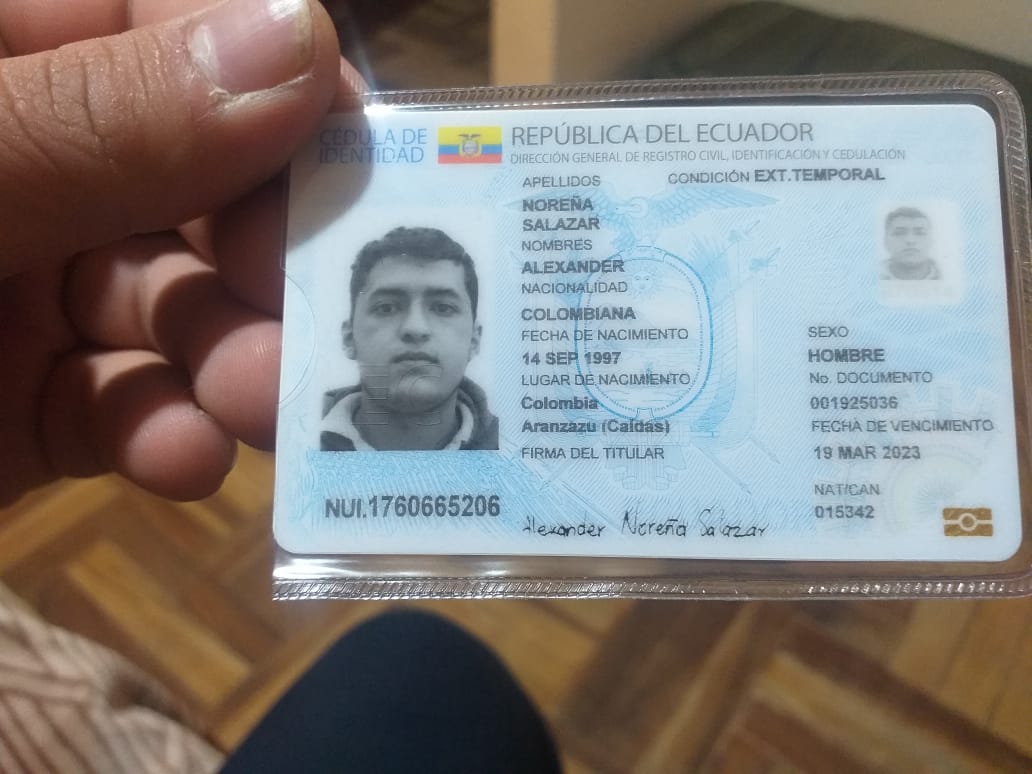 CÉDULA DE
IDENTIDAD
REPÚBLICA DEL ECUADOR
DIRECCIÓN GENERAL DE REGISTRO CIVIL, IDENTIFICACIÓN Y CEDULACIÓN
APELLIDOS
CONDICIÓN EXT.TEMPORAL
NOREÑA
SALAZAR
NOMBRES
ALEXANDER
NACIONALIDAD
COLOMBIANA
FECHA DE NACIMIENTO
14 SEP 1997
LUGAR DE NACIMIENTO
Colombia
Aranzazu (Caldas)
FIRMA DEL TITULAR
SEXO
HOMBRE
No. DOCUMENTO
001925036
FECHA DE VENCIMIENTO
19 MAR 2023
NAT/CAN
015342
NUI.1760665206
Alexander Noreña Salazar